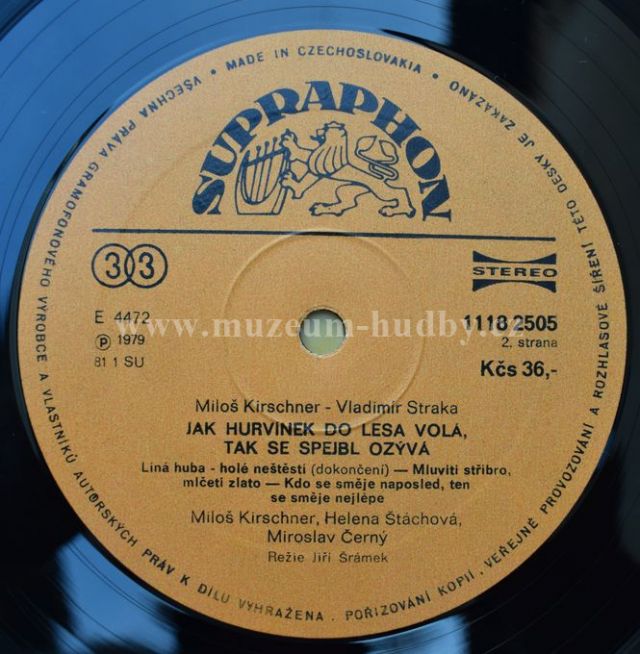 VŠECHNA PRÁVA GRAMOFONOVÉHO VÝROBCE A VLASTNÍKŮ AUTORSKÝCH PRÁV K DÍLU VYHRAŽENA. POŘIZOVÁNÍ KOPIÍ. VEŘEJNÉ PROVOZOVÁNÍ A ROZHLASOVÉ ŠÍŘENÍ TÉTO DESKY JE ZAKÁZÁNO
• MADE IN CZECHOSLOVAKIA •
SUPRAPHON
33
STEREO
E 4472
℗ 1979
81 1 SU
1118 2505
2. strana
Kčs 36,-
www.muzeum-hudby.cz
Miloš Kirschner - Vladimír Straka
JAK HURVÍNEK DO LESA VOLÁ,
TAK SE SPEJBL OZÝVÁ
Líná huba - holé neštěstí (dokončení) — Mluviti stříbro,
mlčeti zlato — Kdo se směje naposled, ten
se směje nejlépe
Miloš Kirschner, Helena Štáchová,
Miroslav Černý
Režie Jiří Šrámek